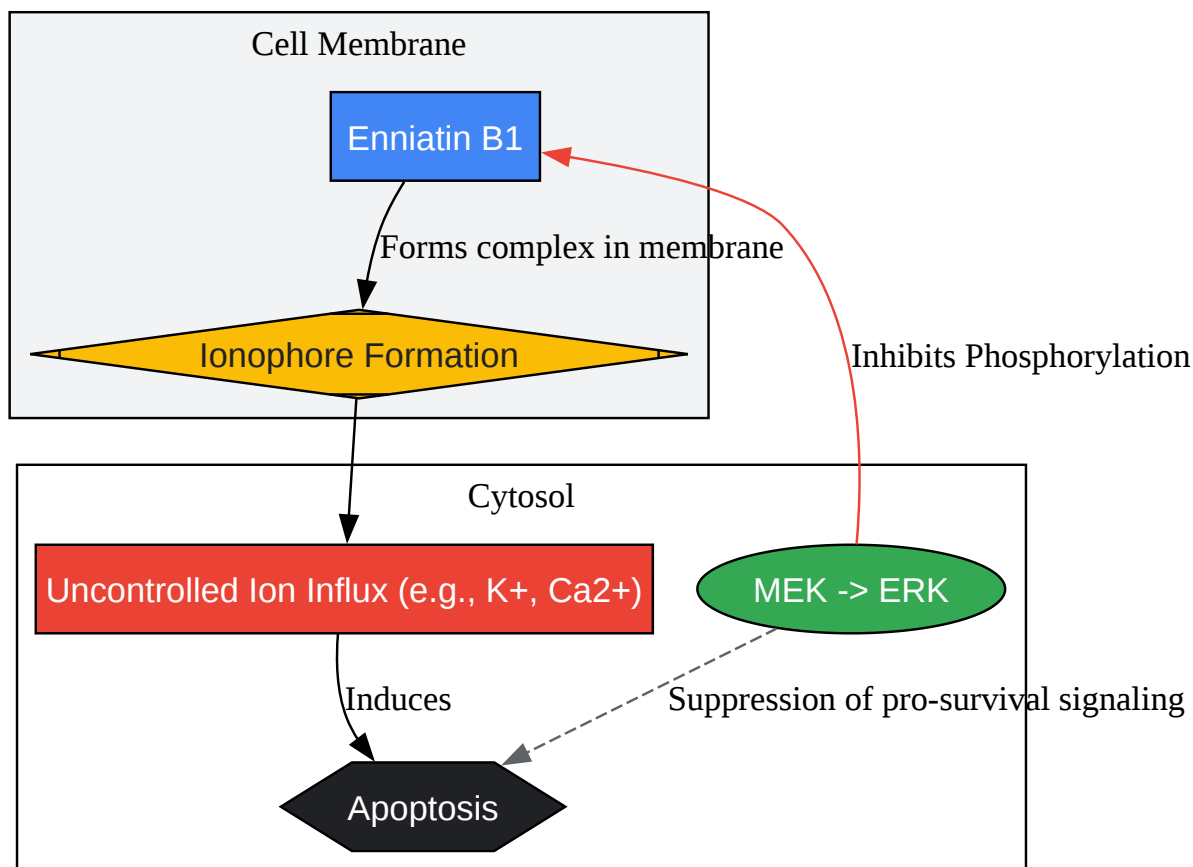 Cell Membrane
Enniatin B1
Forms complex in membrane
Ionophore Formation
Inhibits Phosphorylation
Cytosol
Uncontrolled Ion Influx (e.g., K+, Ca2+)
MEK -> ERK
Induces
Suppression of pro-survival signaling
Apoptosis